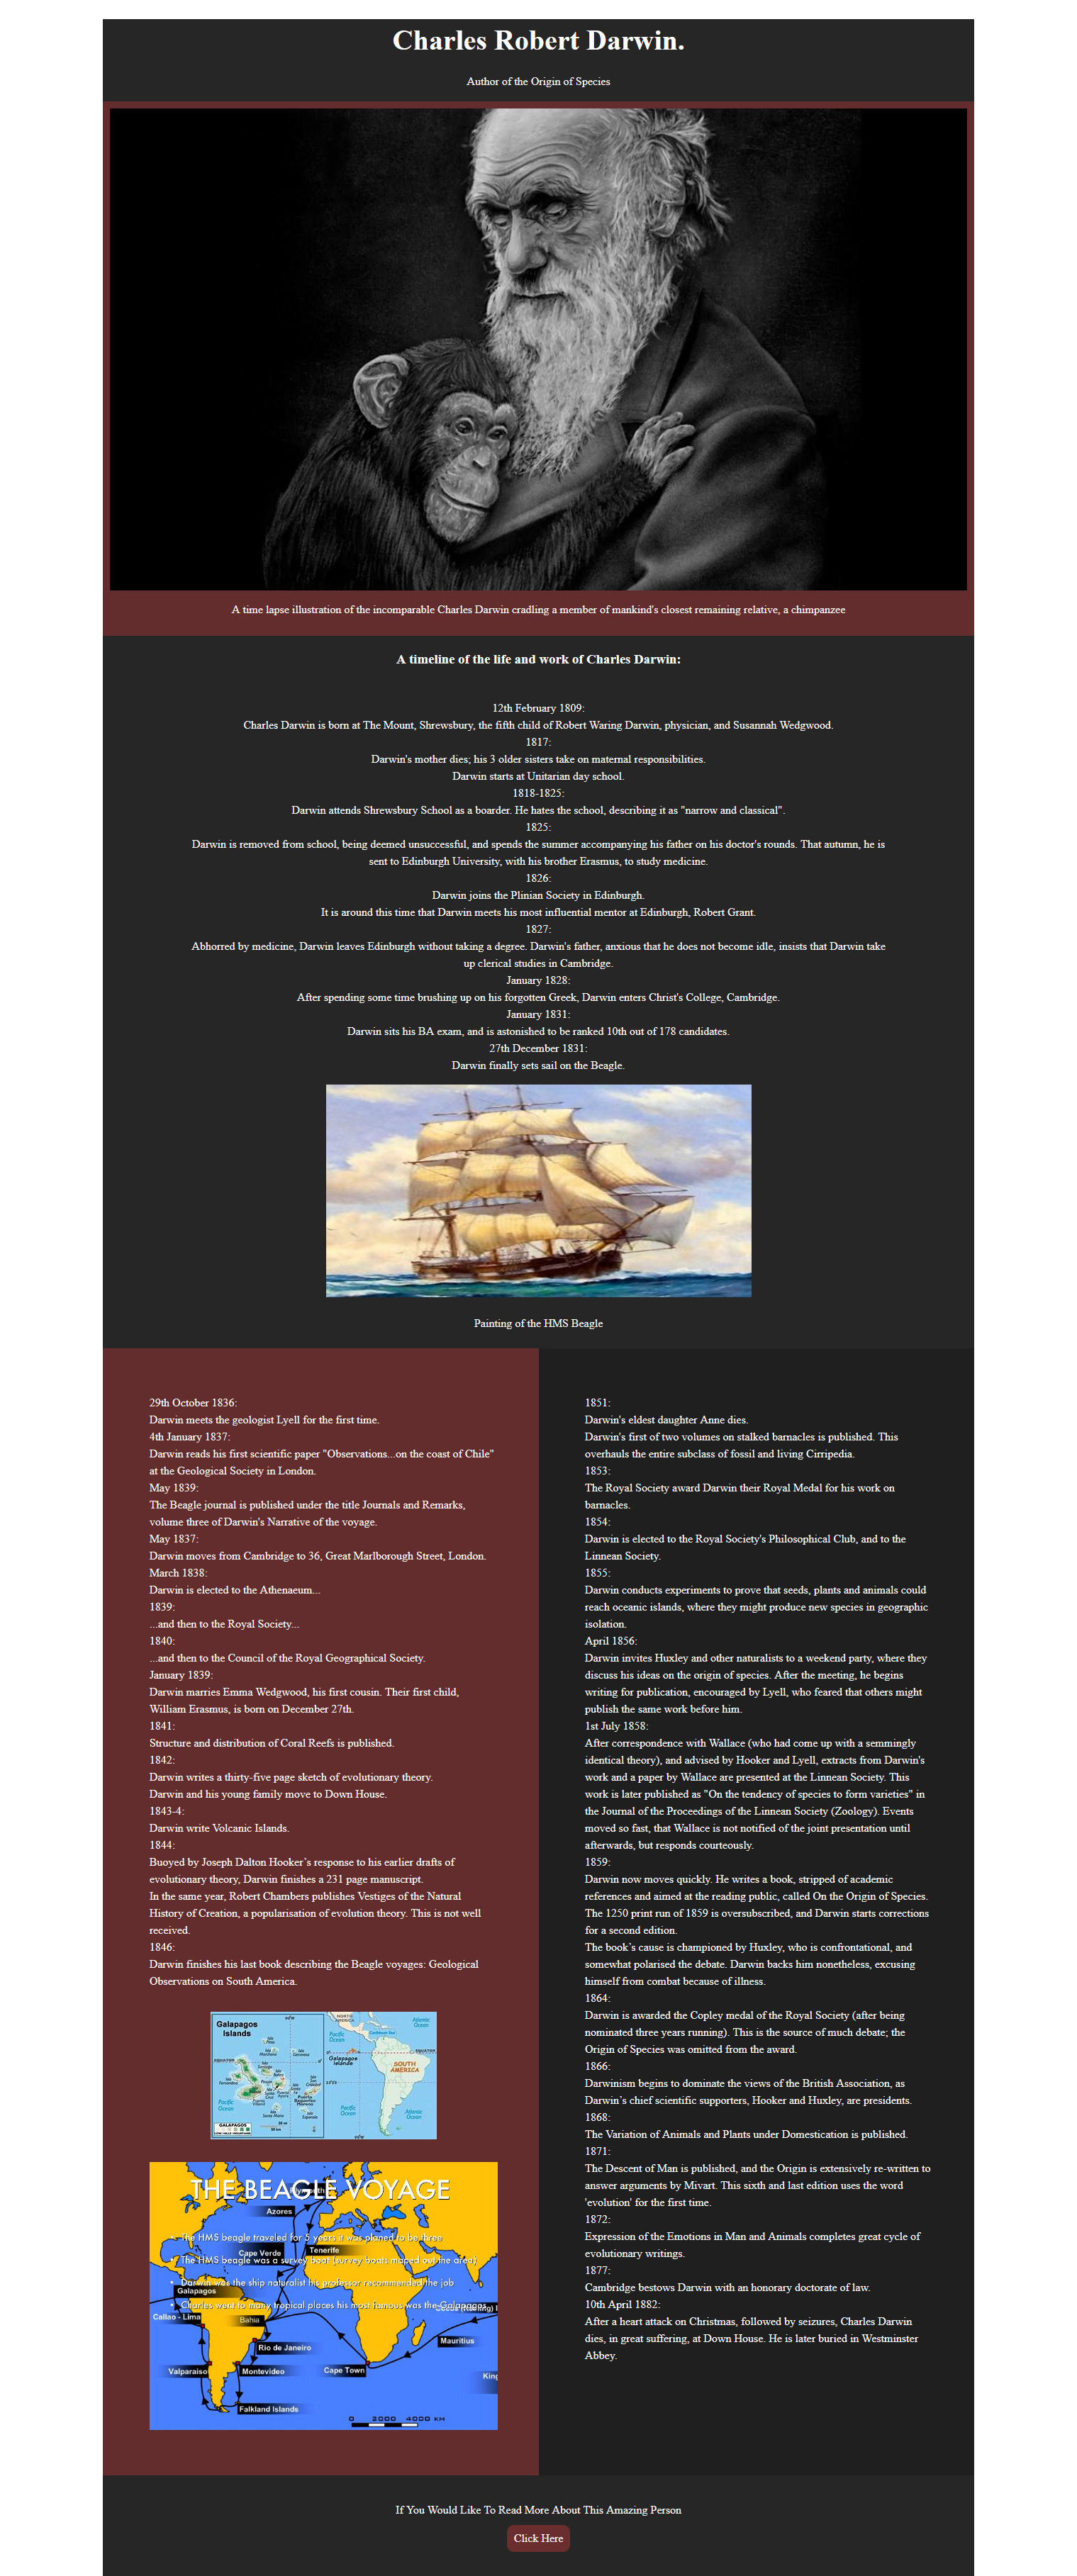 Charles Robert Darwin.
Author of the Origin of Species
A time lapse illustration of the incomparable Charles Darwin cradling a member of mankind's closest remaining relative, a chimpanzee
A timeline of the life and work of Charles Darwin:
12th February 1809:
Charles Darwin is born at The Mount, Shrewsbury, the fifth child of Robert Waring Darwin, physician, and Susannah Wedgwood.
1817:
Darwin's mother dies; his 3 older sisters take on maternal responsibilities.
Darwin starts at Unitarian day school.
1818-1825:
Darwin attends Shrewsbury School as a boarder. He hates the school, describing it as "narrow and classical".
1825:
Darwin is removed from school, being deemed unsuccessful, and spends the summer accompanying his father on his doctor's rounds. That autumn, he is
sent to Edinburgh University, with his brother Erasmus, to study medicine.
1826:
Darwin joins the Plinian Society in Edinburgh.
It is around this time that Darwin meets his most influential mentor at Edinburgh, Robert Grant.
1827:
Abhorred by medicine, Darwin leaves Edinburgh without taking a degree. Darwin's father, anxious that he does not become idle, insists that Darwin take
up clerical studies in Cambridge.
January 1828:
After spending some time brushing up on his forgotten Greek, Darwin enters Christ's College, Cambridge.
January 1831:
Darwin sits his BA exam, and is astonished to be ranked 10th out of 178 candidates.
27th December 1831:
Darwin finally sets sail on the Beagle.
Painting of the HMS Beagle
29th October 1836:
Darwin meets the geologist Lyell for the first time.
4th January 1837:
Darwin reads his first scientific paper "Observations...on the coast of Chile"
at the Geological Society in London.
May 1839:
The Beagle journal is published under the title Journals and Remarks,
volume three of Darwin's Narrative of the voyage.
May 1837:
Darwin moves from Cambridge to 36, Great Marlborough Street, London.
March 1838:
Darwin is elected to the Athenaeum...
1839:
...and then to the Royal Society...
1840:
...and then to the Council of the Royal Geographical Society.
January 1839:
Darwin marries Emma Wedgwood, his first cousin. Their first child,
William Erasmus, is born on December 27th.
1841:
Structure and distribution of Coral Reefs is published.
1842:
Darwin writes a thirty-five page sketch of evolutionary theory.
Darwin and his young family move to Down House.
1843-4:
Darwin write Volcanic Islands.
1844:
Buoyed by Joseph Dalton Hooker’s response to his earlier drafts of
evolutionary theory, Darwin finishes a 231 page manuscript.
In the same year, Robert Chambers publishes Vestiges of the Natural
History of Creation, a popularisation of evolution theory. This is not well
received.
1846:
Darwin finishes his last book describing the Beagle voyages: Geological
Observations on South America.
Galapagos
Islands
NORTH
AMERICA
Atlantic
Ocean
Pacific
Ocean
Caribbean Sea
Galapagos
Islands
SOUTH
AMERICA
Pacific
Ocean
Pacific
Ocean
Atlantic
Ocean
GALAPAGOS
THE BEAGLE VOYAGE
Azores
• The HMS beagle traveled for 5 years it was planed to be three
Cape Verde
Tenerife
• The HMS beagle was a survey boat (survey boats maped out the area)
• Darwin was the ship naturalist his professor recommended the job
Galapagos
• Charles went to many tropical places his most famous was the Galapagos
Callao - Lima
Bahia
Mauritius
Rio de Janeiro
Valparaiso
Montevideo
Cape Town
King
Falkland Islands
0 2000 4000 KM
1851:
Darwin's eldest daughter Anne dies.
Darwin's first of two volumes on stalked barnacles is published. This
overhauls the entire subclass of fossil and living Cirripedia.
1853:
The Royal Society award Darwin their Royal Medal for his work on
barnacles.
1854:
Darwin is elected to the Royal Society's Philosophical Club, and to the
Linnean Society.
1855:
Darwin conducts experiments to prove that seeds, plants and animals could
reach oceanic islands, where they might produce new species in geographic
isolation.
April 1856:
Darwin invites Huxley and other naturalists to a weekend party, where they
discuss his ideas on the origin of species. After the meeting, he begins
writing for publication, encouraged by Lyell, who feared that others might
publish the same work before him.
1st July 1858:
After correspondence with Wallace (who had come up with a semmingly
identical theory), and advised by Hooker and Lyell, extracts from Darwin's
work and a paper by Wallace are presented at the Linnean Society. This
work is later published as "On the tendency of species to form varieties" in
the Journal of the Proceedings of the Linnean Society (Zoology). Events
moved so fast, that Wallace is not notified of the joint presentation until
afterwards, but responds courteously.
1859:
Darwin now moves quickly. He writes a book, stripped of academic
references and aimed at the reading public, called On the Origin of Species.
The 1250 print run of 1859 is oversubscribed, and Darwin starts corrections
for a second edition.
The book’s cause is championed by Huxley, who is confrontational, and
somewhat polarised the debate. Darwin backs him nonetheless, excusing
himself from combat because of illness.
1864:
Darwin is awarded the Copley medal of the Royal Society (after being
nominated three years running). This is the source of much debate; the
Origin of Species was omitted from the award.
1866:
Darwinism begins to dominate the views of the British Association, as
Darwin’s chief scientific supporters, Hooker and Huxley, are presidents.
1868:
The Variation of Animals and Plants under Domestication is published.
1871:
The Descent of Man is published, and the Origin is extensively re-written to
answer arguments by Mivart. This sixth and last edition uses the word
'evolution' for the first time.
1872:
Expression of the Emotions in Man and Animals completes great cycle of
evolutionary writings.
1877:
Cambridge bestows Darwin with an honorary doctorate of law.
10th April 1882:
After a heart attack on Christmas, followed by seizures, Charles Darwin
dies, in great suffering, at Down House. He is later buried in Westminster
Abbey.
If You Would Like To Read More About This Amazing Person
Click Here